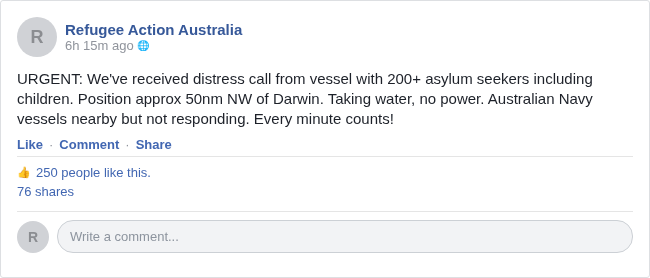 R
Refugee Action Australia
6h 15m ago
URGENT: We've received distress call from vessel with 200+ asylum seekers including
children. Position approx 50nm NW of Darwin. Taking water, no power. Australian Navy
vessels nearby but not responding. Every minute counts!
Like · Comment · Share
250 people like this.
76 shares
R
Write a comment...